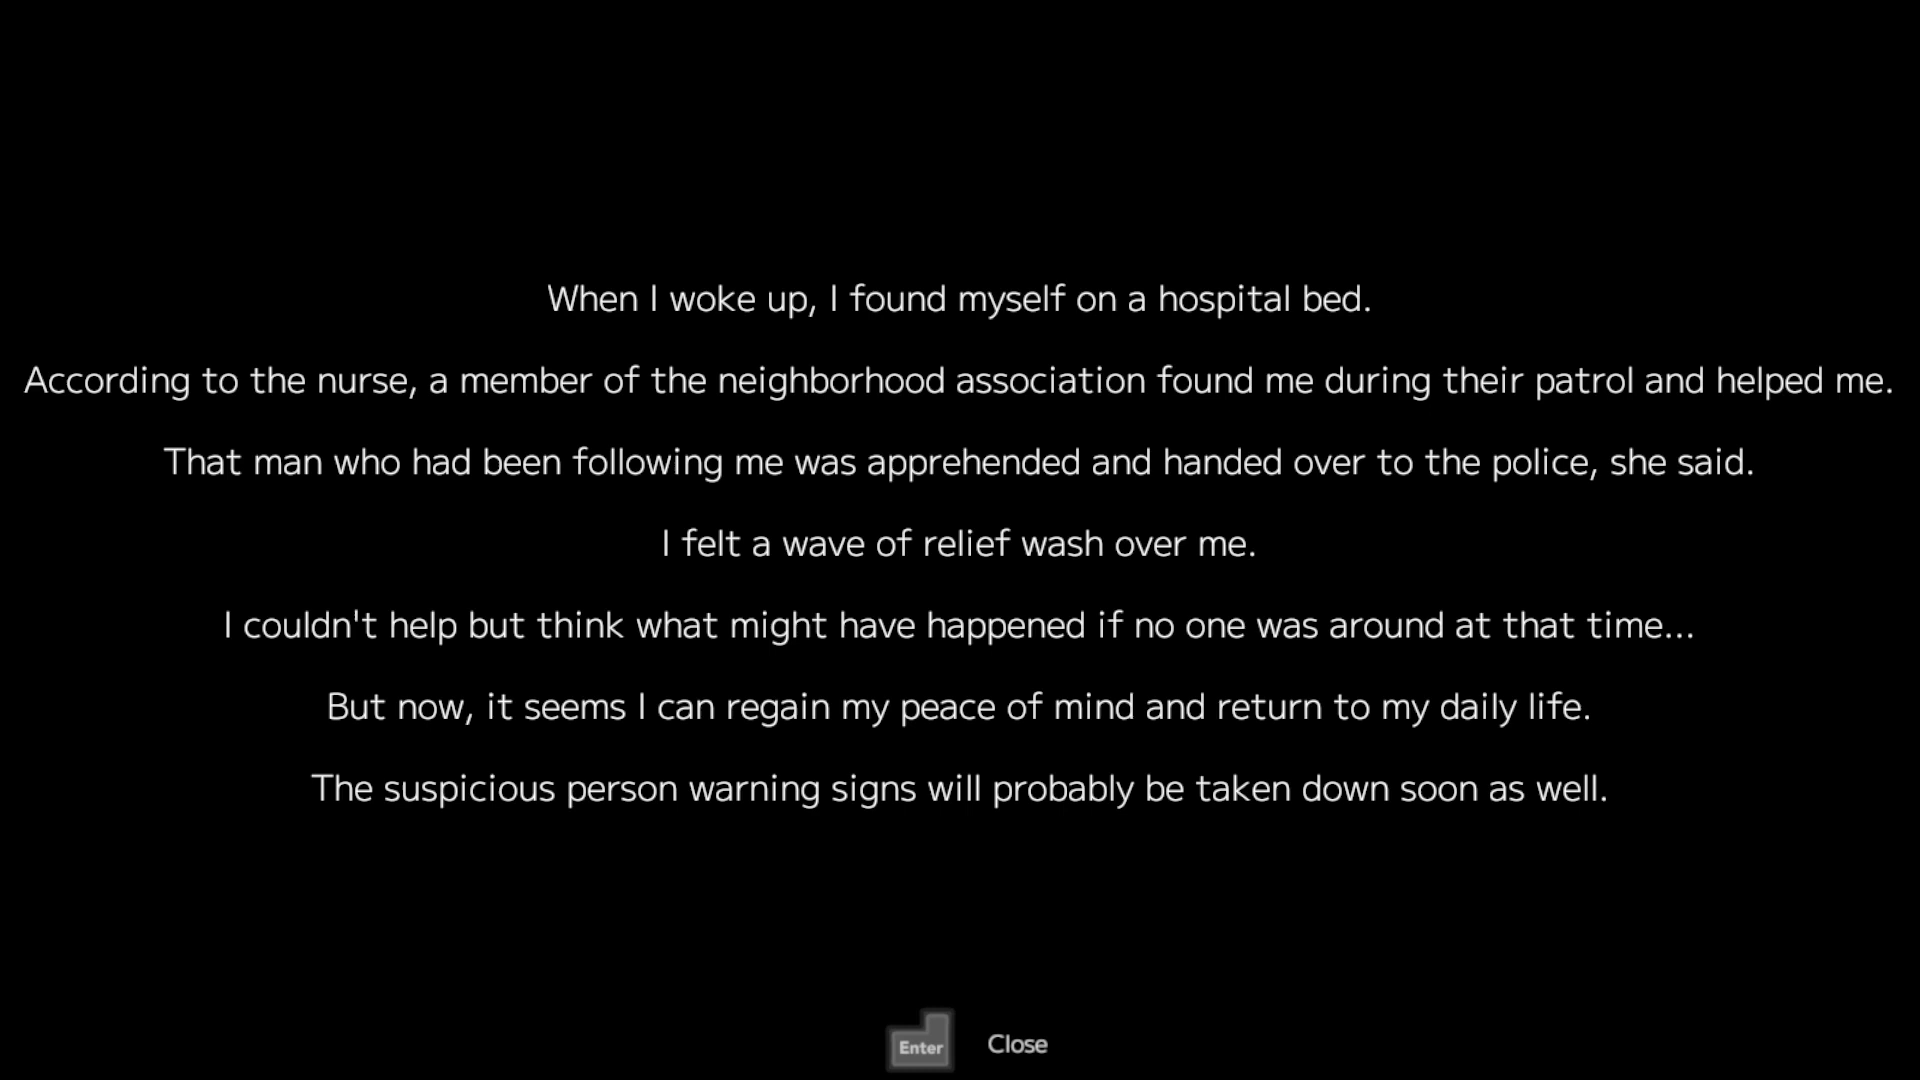 When I woke up, I found myself on a hospital bed.
According to the nurse, a member of the neighborhood association found me during their patrol and helped me.
That man who had been following me was apprehended and handed over to the police, she said.
I felt a wave of relief wash over me.
I couldn't help but think what might have happened if no one was around at that time...
But now, it seems I can regain my peace of mind and return to my daily life.
The suspicious person warning signs will probably be taken down soon as well.
Enter Close